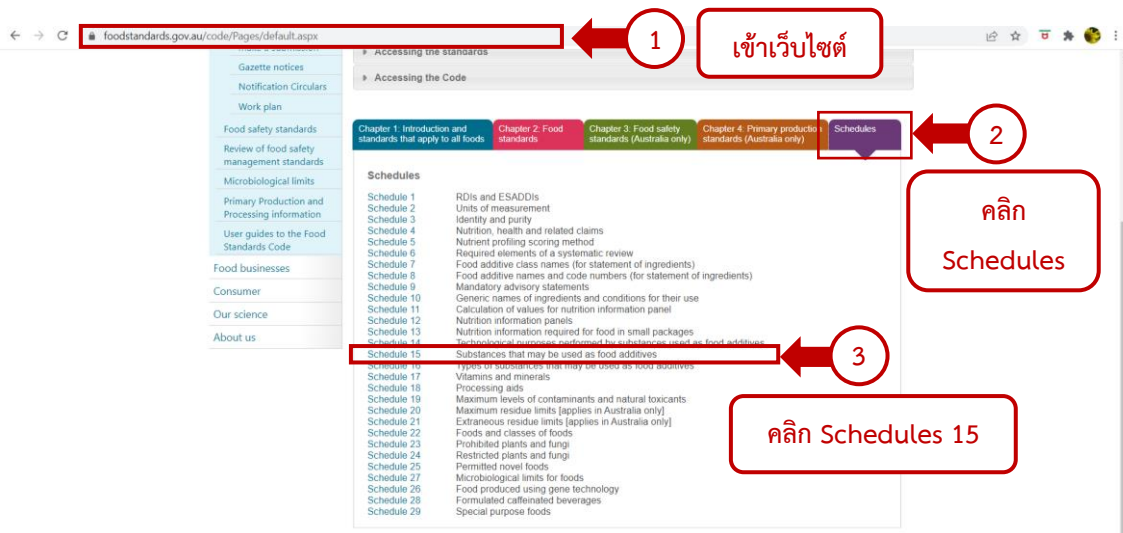 foodstandards.gov.au/code/Pages/default.aspx
1
เข้าเว็บไซต์
Gazette notices
Notification Circulars
Work plan
Food safety standards
Review of food safety
management standards
Microbiological limits
Primary Production and
Processing information
User guides to the Food
Standards Code
Food businesses
Consumer
Our science
About us
Accessing the standards
Accessing the Code
Chapter 1: Introduction and
standards that apply to all foods
Chapter 2: Food
standards
Chapter 3: Food safety
standards (Australia only)
Chapter 4: Primary production
standards (Australia only)
Schedules
2
คลิก
Schedules
Schedules
Schedule 1 RDIs and ESADDIs
Schedule 2 Units of measurement
Schedule 3 Identity and purity
Schedule 4 Nutrition, health and related claims
Schedule 5 Nutrient profiling scoring method
Schedule 6 Required elements of a systematic review
Schedule 7 Food additive class names (for statement of ingredients)
Schedule 8 Food additive names and code numbers (for statement of ingredients)
Schedule 9 Mandatory advisory statements
Schedule 10 Generic names of ingredients and conditions for their use
Schedule 11 Calculation of values for nutrition information panel
Schedule 12 Nutrition information panels
Schedule 13 Nutrition information required for food in small packages
Schedule 14 Technological purposes performed by substances used as food additives
Schedule 15 Substances that may be used as food additives
3
Schedule 16 Types of substances that may be used as food additives
Schedule 17 Vitamins and minerals
Schedule 18 Processing aids
Schedule 19 Maximum levels of contaminants and natural toxicants
Schedule 20 Maximum residue limits [applies in Australia only]
Schedule 21 Extraneous residue limits [applies in Australia only]
Schedule 22 Foods and classes of foods
Schedule 23 Prohibited plants and fungi
Schedule 24 Restricted plants and fungi
Schedule 25 Permitted novel foods
Schedule 27 Microbiological limits for foods
Schedule 26 Food produced using gene technology
Schedule 28 Formulated caffeinated beverages
Schedule 29 Special purpose foods
คลิก Schedules 15